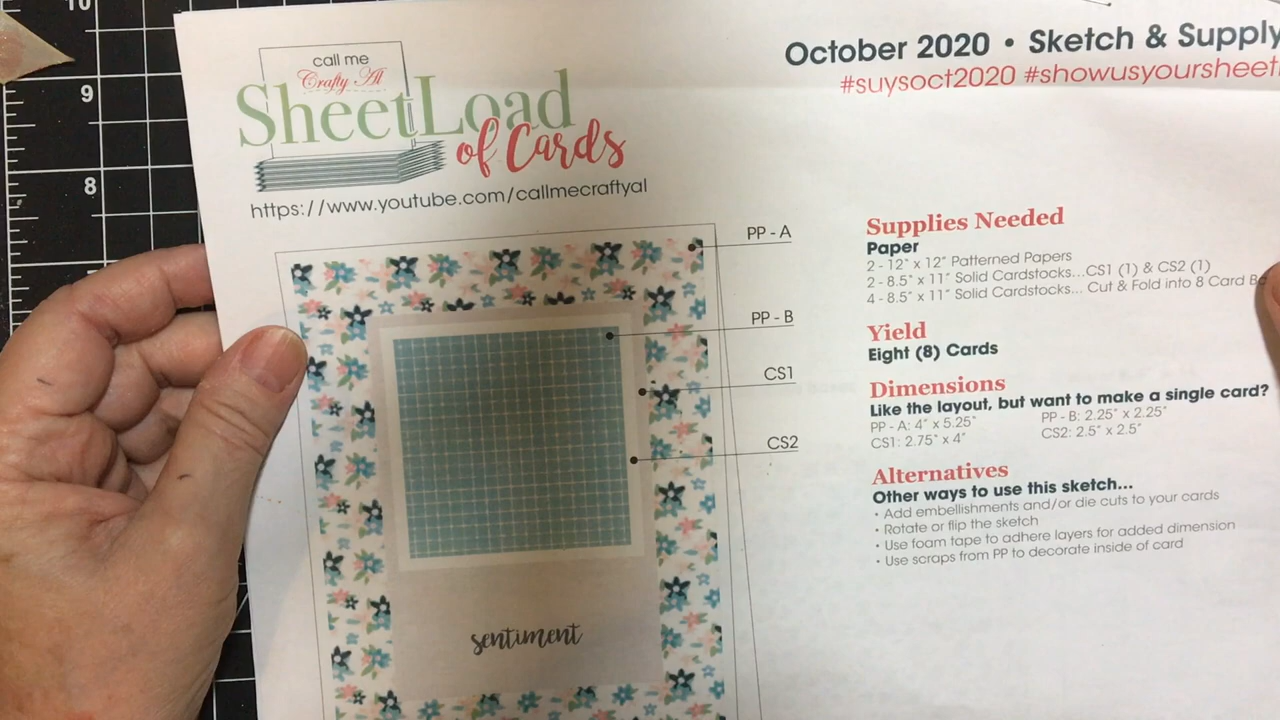 10
9
8
call me
Crafty Al
SheetLoad
of Cards
https://www.youtube.com/callmecraftyal
October 2020 • Sketch & Supply
#suysoct2020 #showusyoursheet
PP - A
PP - B
CS1
CS2
sentiment
Supplies Needed
Paper
2 - 12" x 12" Patterned Papers
2 - 8.5" x 11" Solid Cardstocks...CS1 (1) & CS2 (1)
4 - 8.5" x 11" Solid Cardstocks... Cut & Fold into 8 Card
Yield
Eight (8) Cards
Dimensions
Like the layout, but want to make a single card?
PP - A: 4" x 5.25" PP - B: 2.25" x 2.25"
CS1: 2.75" x 4" CS2: 2.5" x 2.5"
Alternatives
Other ways to use this sketch...
• Add embellishments and/or die cuts to your cards
• Rotate or flip the sketch
• Use foam tape to adhere layers for added dimension
• Use scraps from PP to decorate inside of card